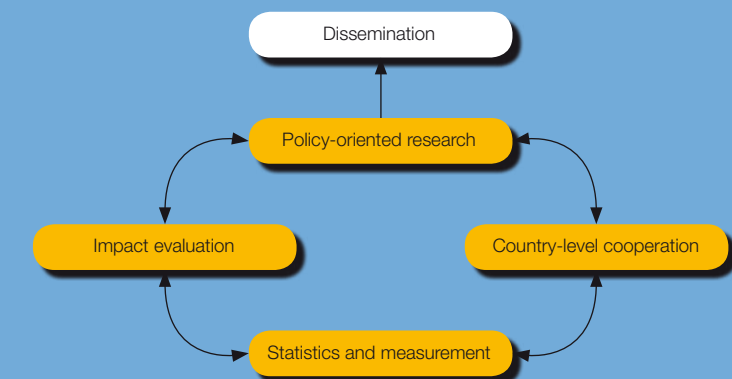 Dissemination
Policy-oriented research
Impact evaluation
Country-level cooperation
Statistics and measurement